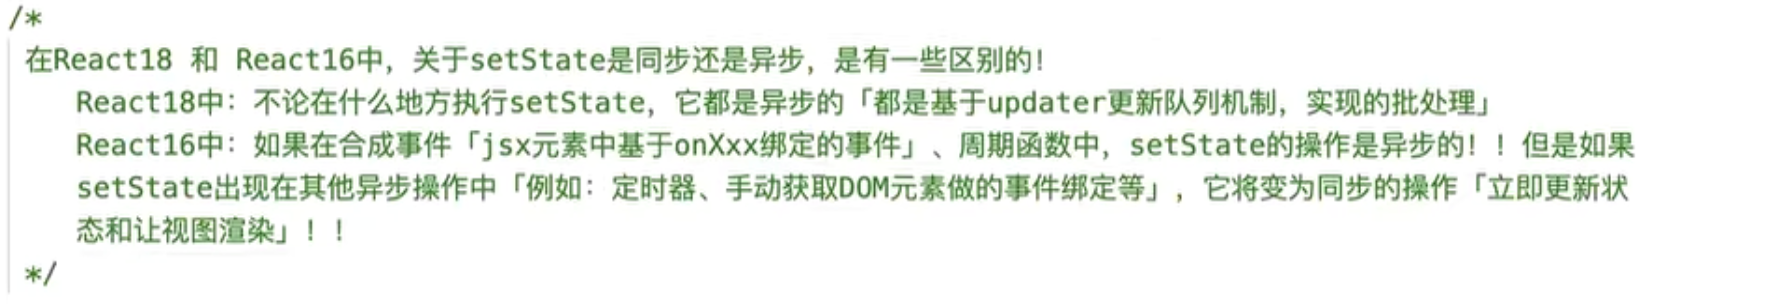 /*
在React18 和 React16中，关于setState是同步还是异步，是有一些区别的！
React18中：不论在什么地方执行setState，它都是异步的「都是基于updater更新队列机制，实现的批处理」
React16中：如果在合成事件「jsx元素中基于onXxx绑定的事件」、周期函数中，setState的操作是异步的！！但是如果
setState出现在其他异步操作中「例如：定时器、手动获取DOM元素做的事件绑定等」，它将变为同步的操作「立即更新状
态和让视图渲染」！！
*/